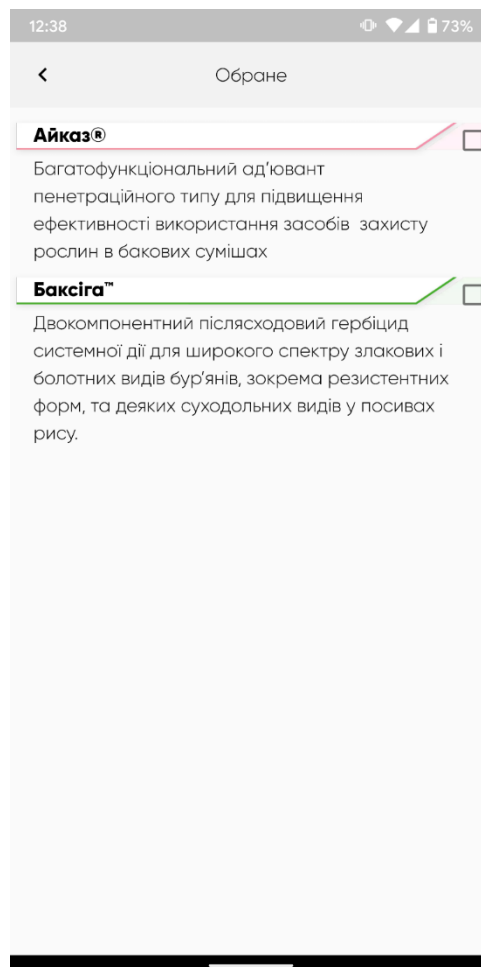 12:38
73%
Обране
Айказ®
Багатофункціональний ад'ювант
пенетраційного типу для підвищення
ефективності використання засобів захисту
рослин в бакових сумішах
Баксіга™
Двокомпонентний післясходовий гербіцид
системної дії для широкого спектру злакових і
болотних видів бур'янів, зокрема резистентних
форм, та деяких суходольних видів у посивах
рису.